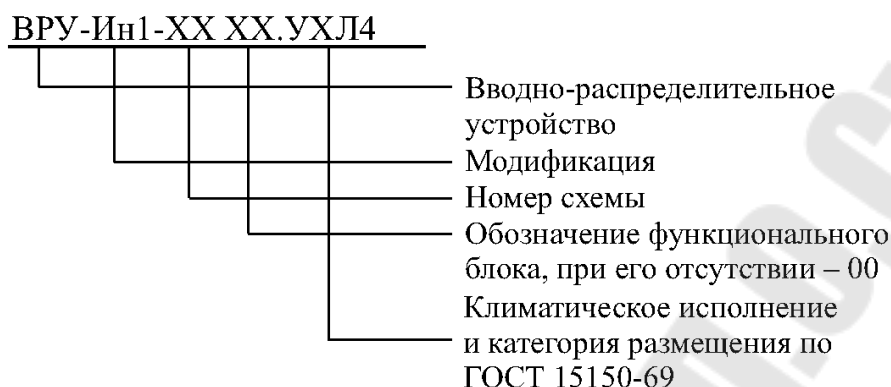 ВРУ-Ин1-ХХ ХХ.УХЛ4
Вводно-распределительное
устройство
Модификация
Номер схемы
Обозначение функционального
блока, при его отсутствии – 00
Климатическое исполнение
и категория размещения по
ГОСТ 15150-69